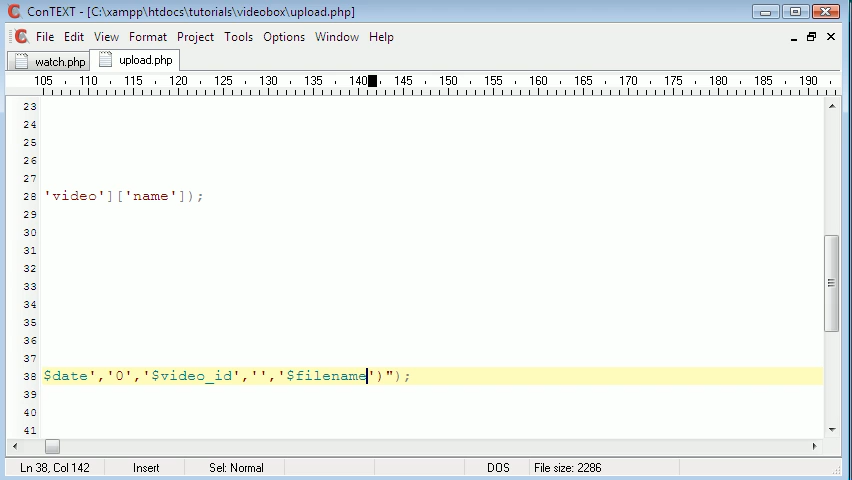 ConTEXT - [C:\xampp\htdocs\tutorials\videobox\upload.php]
File Edit View Format Project Tools Options Window Help
watch.php upload.php
105 110 115 120 125 130 135 140 145 150 155 160 165 170 175 180 185 190
23
24
25
26
27
28 'video']['name']);
29
30
31
32
33
34
35
36
37
38 $date','0','$video_id','','$filename')");
39
40
41
Ln 38, Col 142 Insert Sel: Normal DOS File size: 2286